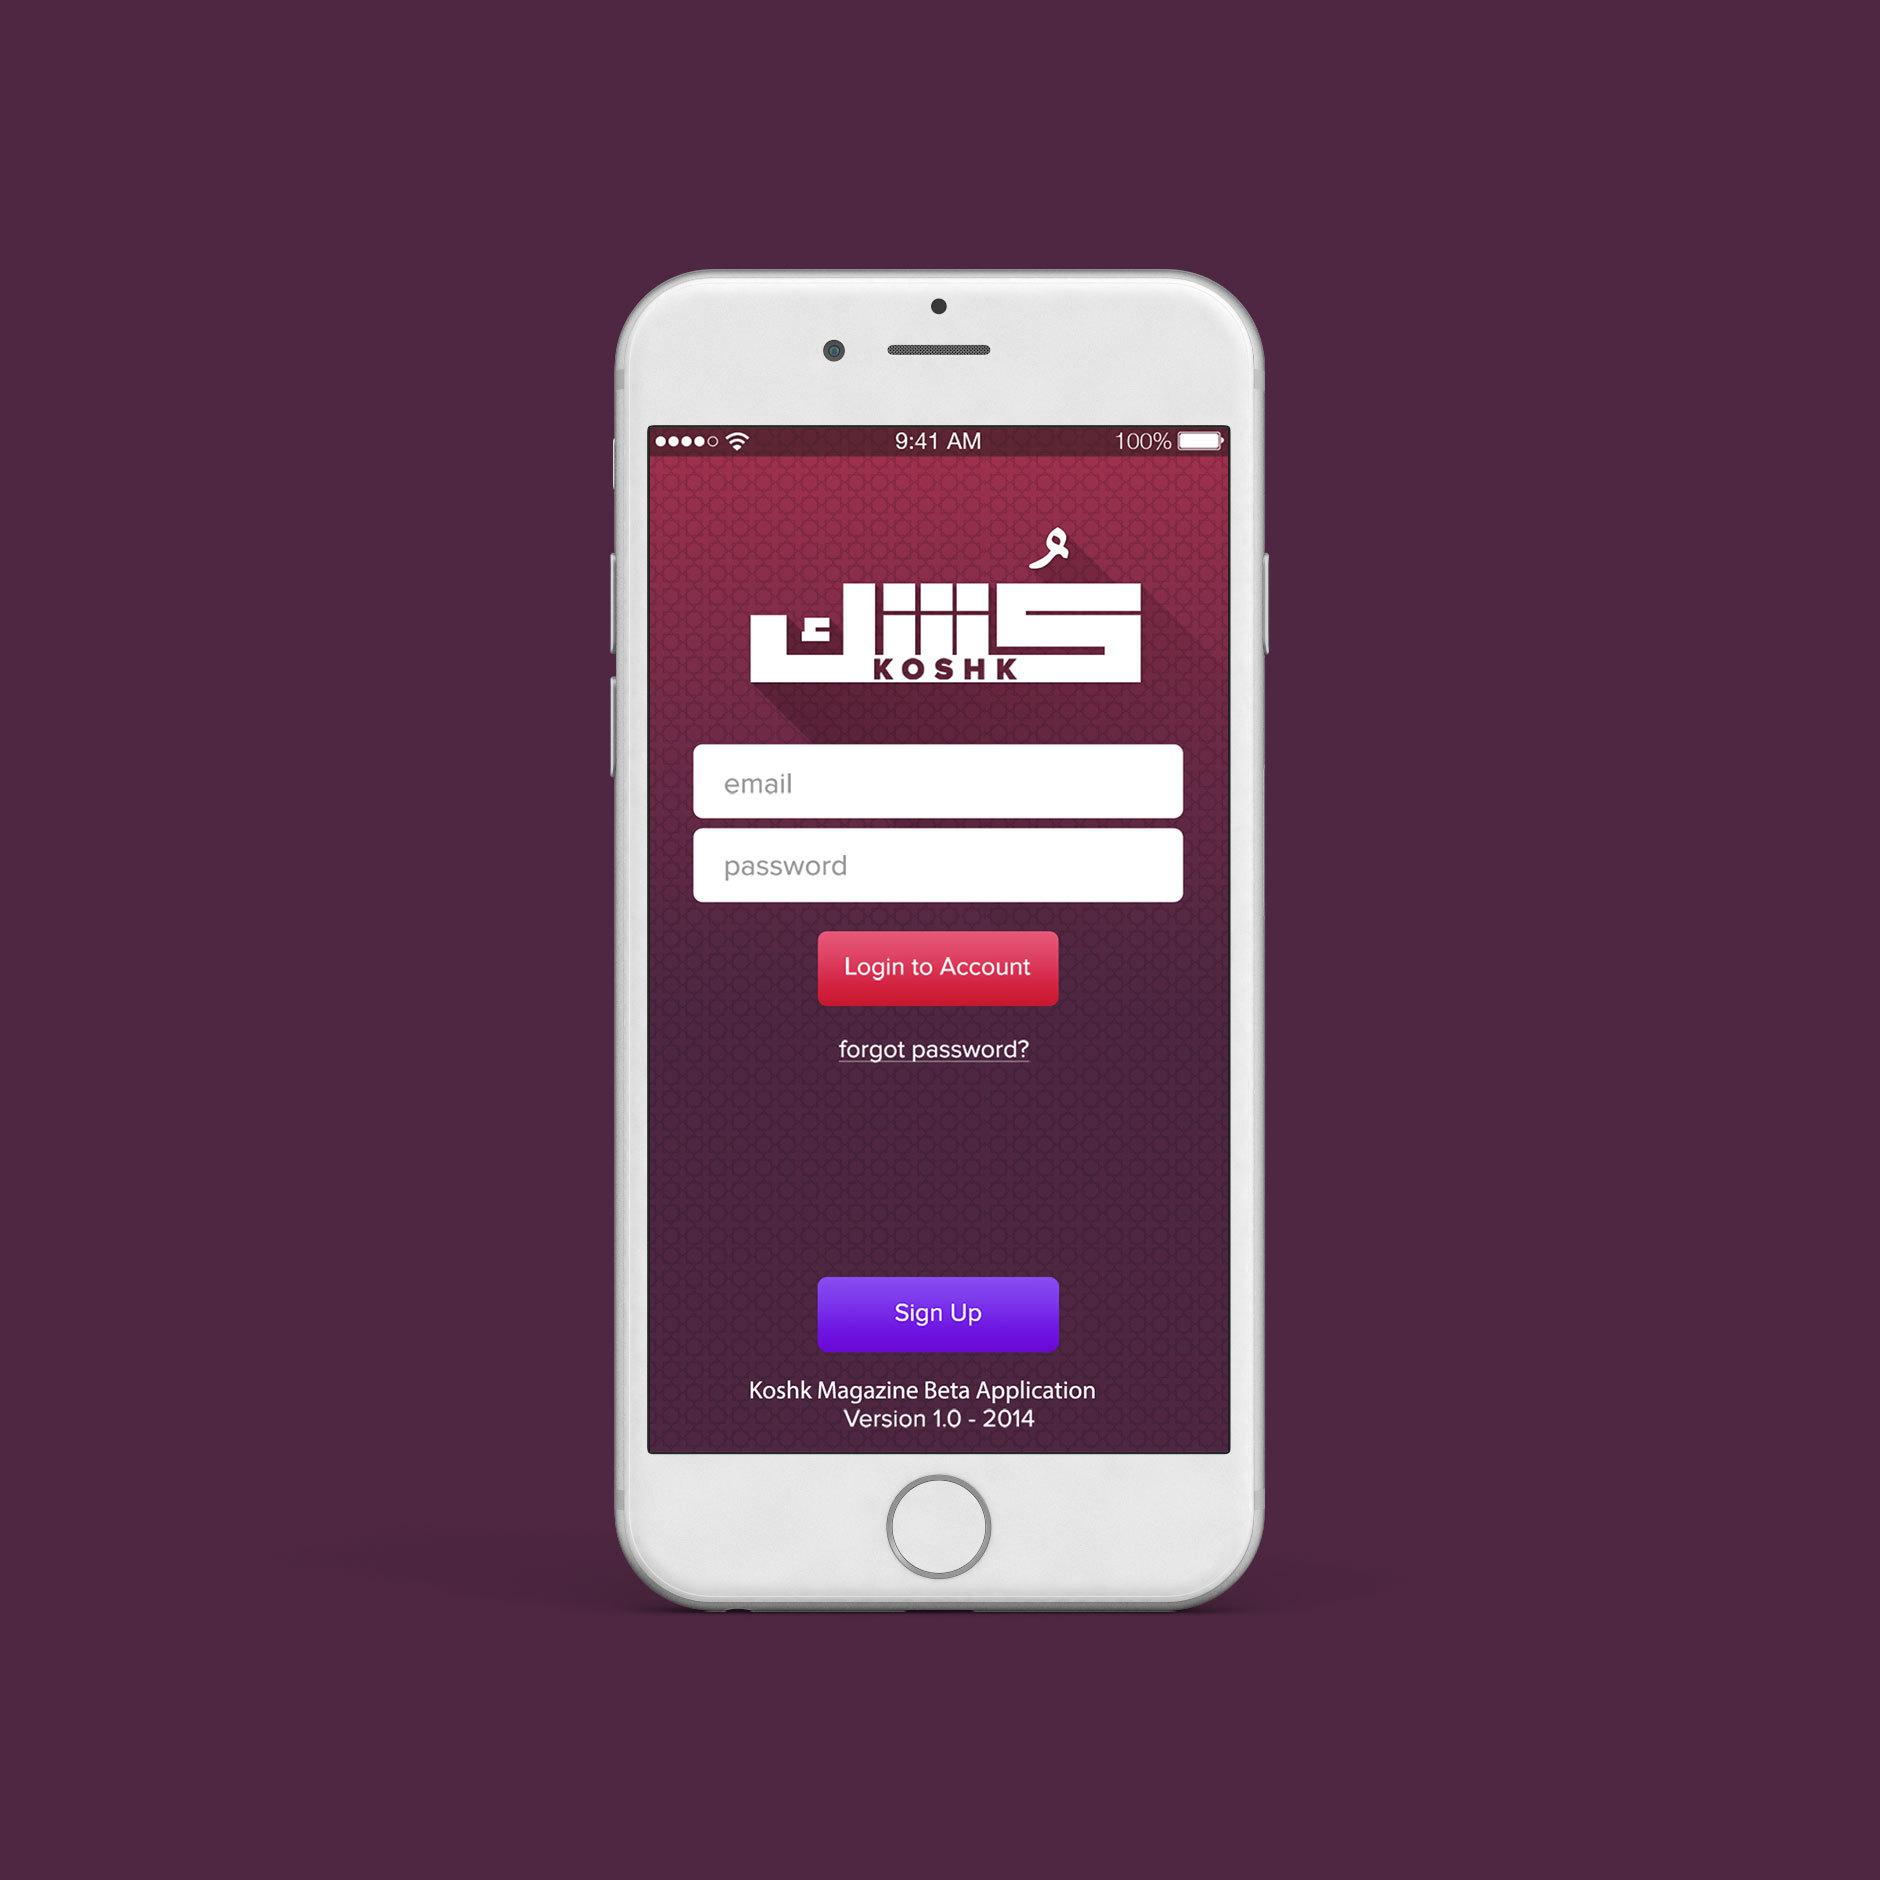 9:41 AM 100%
كُشك
KOSHK
email
password
Login to Account
forgot password?
Sign Up
Koshk Magazine Beta Application
Version 1.0 - 2014